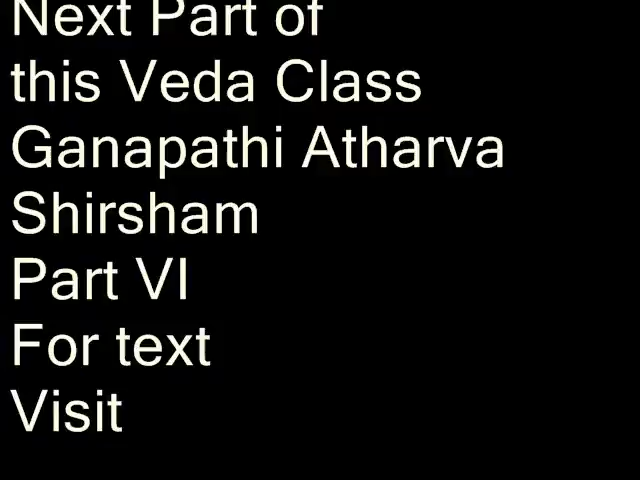 Next Part of
this Veda Class
Ganapathi Atharva
Shirsham
Part VI
For text
Visit